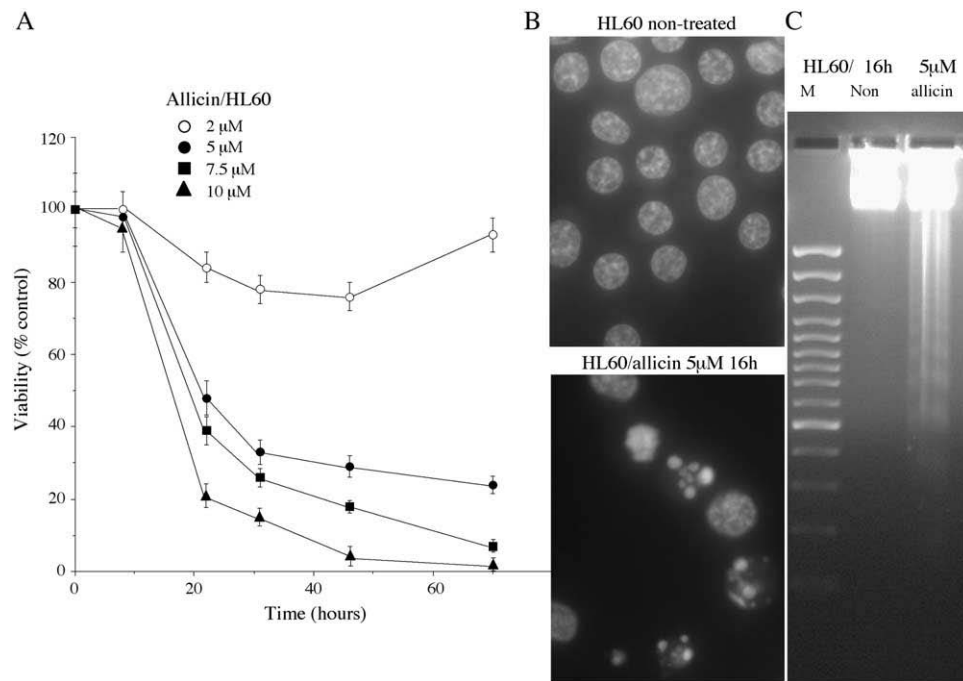 A
Allicin/HL60
2 µM
5 µM
7.5 µM
10 µM
120
100
80
60
40
20
0
0
20
40
60
Viability (% control)
Time (hours)
B
HL60 non-treated
HL60/allicin 5µM 16h
C
HL60/ 16h 5µM
M Non allicin